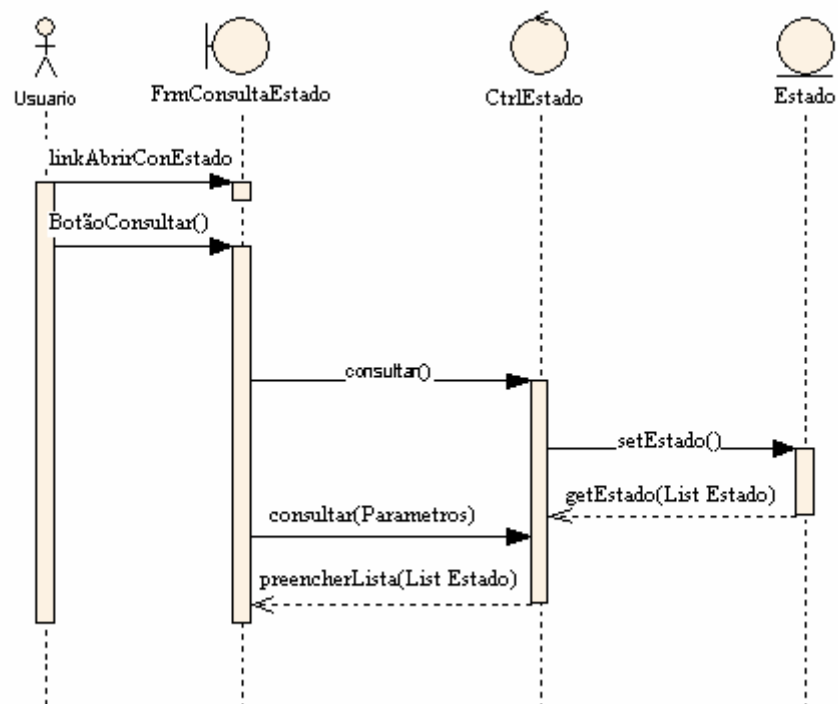 Usuario
FrmConsultaEstado
CtrlEstado
Estado
linkAbrirConEstado
BotãoConsultar()
consultar()
setEstado()
getEstado(List Estado)
consultar(Parametros)
preencherLista(List Estado)